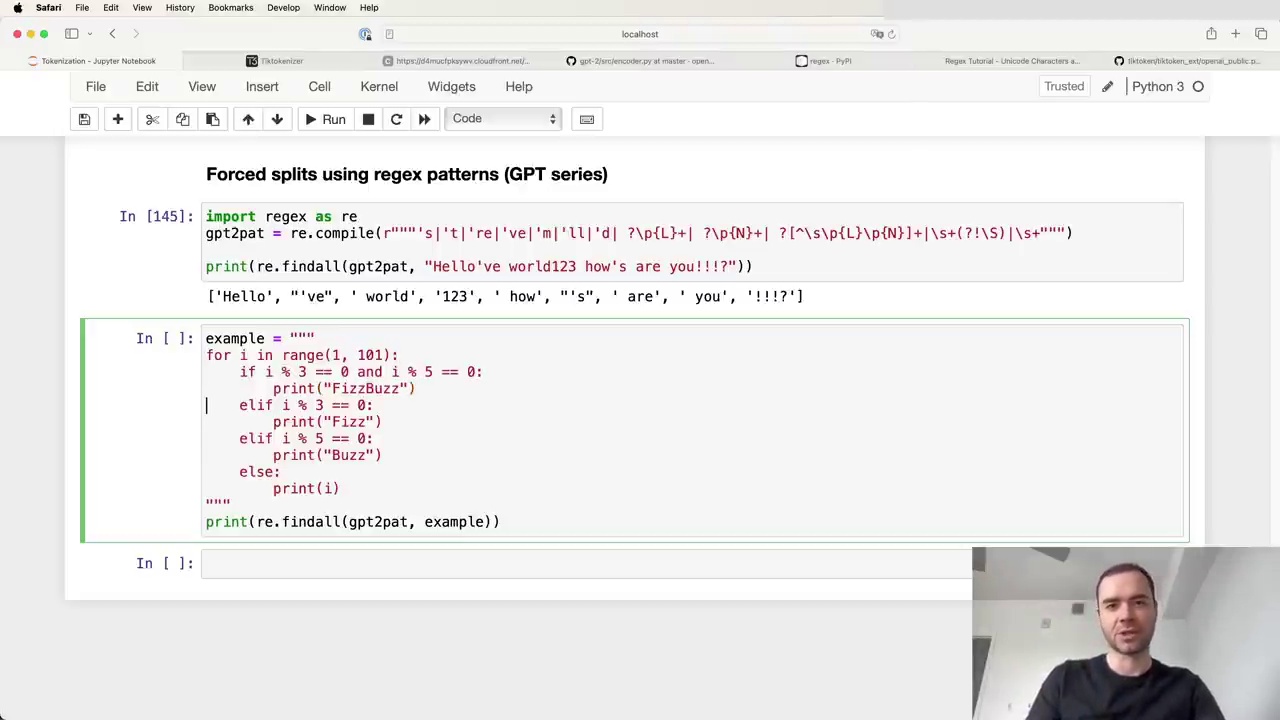 Safari File Edit View History Bookmarks Develop Window Help
localhost
Tokenization - Jupyter Notebook Tiktokenizer https://d4mucfpksywv.cloudfront.net/... gpt-2/src/encoder.py at master · open... regex · PyPI Regex Tutorial - Unicode Characters a... tiktoken/tiktoken_ext/openai_public.p...
File Edit View Insert Cell Kernel Widgets Help Trusted Python 3
Run Code
Forced splits using regex patterns (GPT series)
In [145]: import regex as re
gpt2pat = re.compile(r"""'s|'t|'re|'ve|'m|'ll|'d| ?\p{L}+| ?\p{N}+| ?[^\s\p{L}\p{N}]+|\s+(?!\S)|\s+""")
print(re.findall(gpt2pat, "Hello've world123 how's are you!!!?"))
['Hello', "'ve", ' world', '123', ' how', "'s", ' are', ' you', '!!!?']
In [ ]: example = """
for i in range(1, 101):
    if i % 3 == 0 and i % 5 == 0:
        print("FizzBuzz")
    elif i % 3 == 0:
        print("Fizz")
    elif i % 5 == 0:
        print("Buzz")
    else:
        print(i)
"""
print(re.findall(gpt2pat, example))
In [ ]: